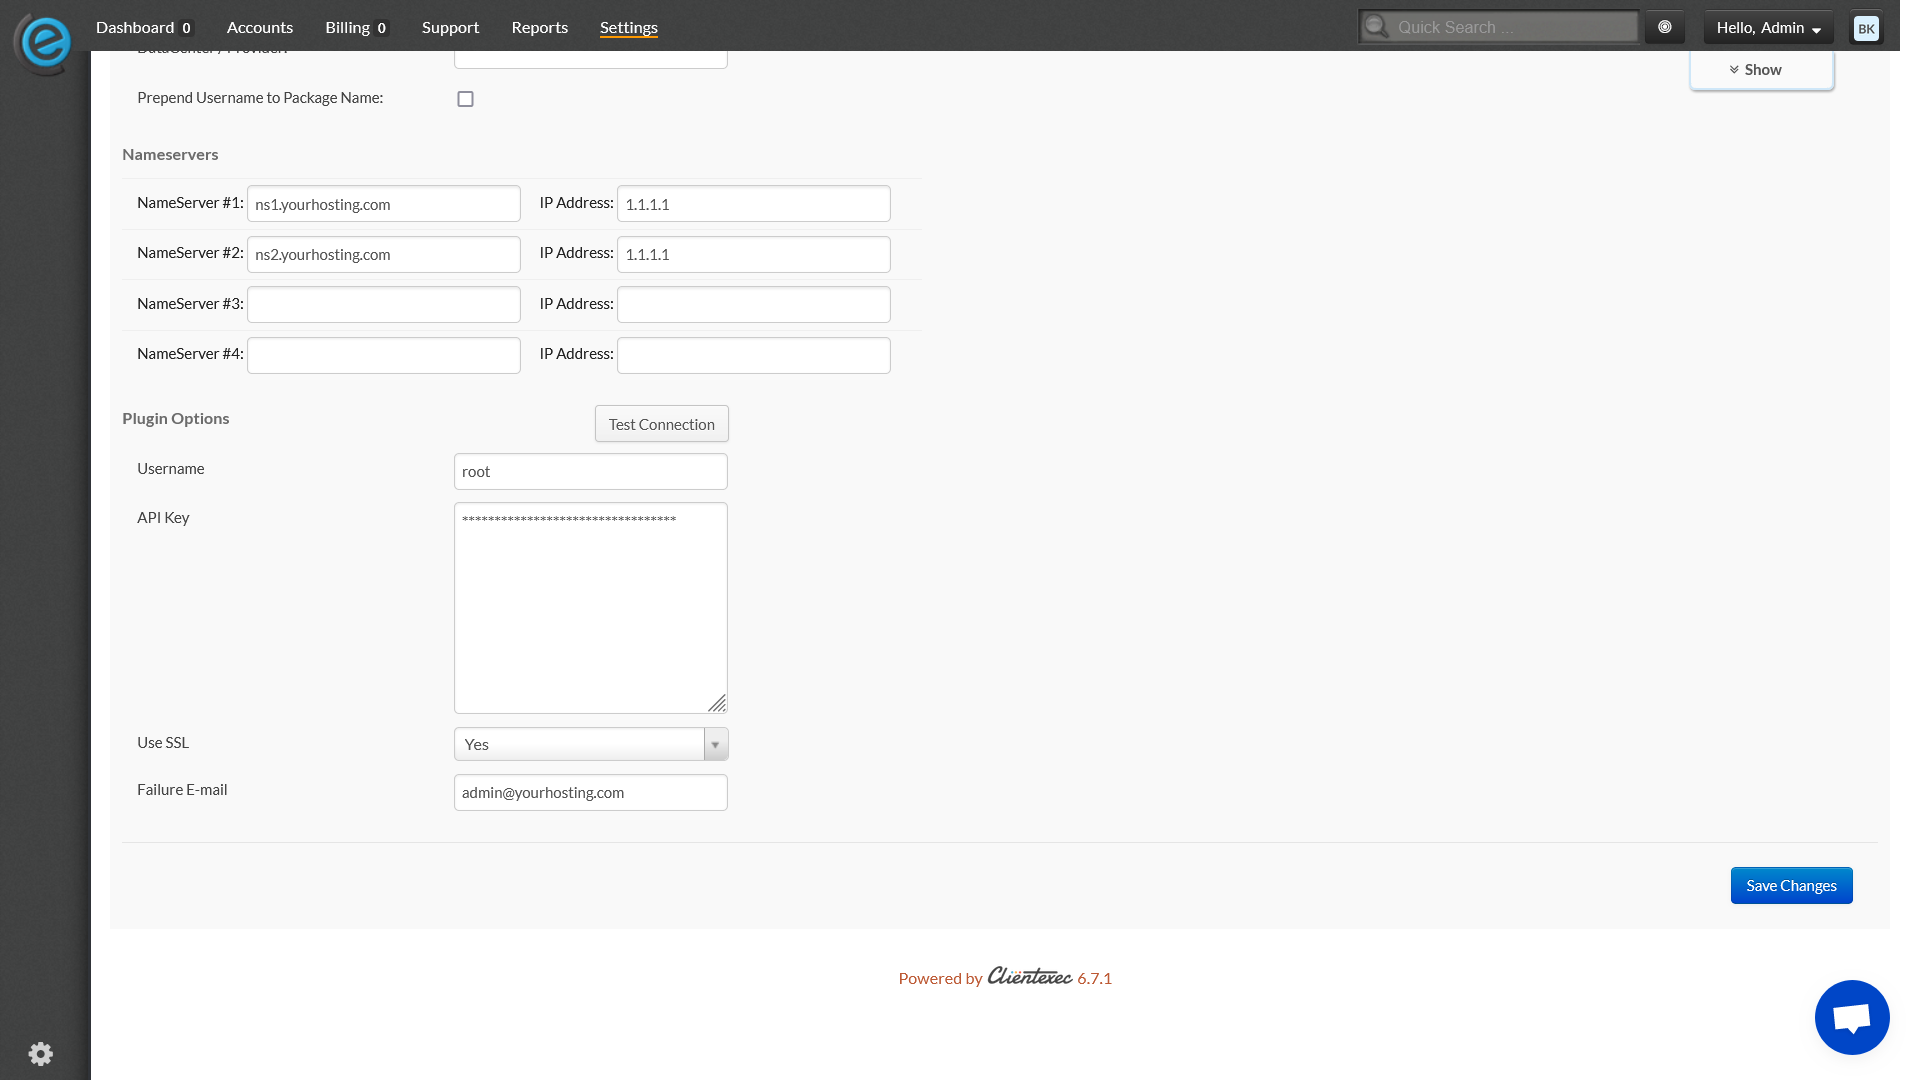 Dashboard 0 Accounts Billing 0 Support Reports Settings Quick Search ... Hello, Admin BK
DataCenter / Provider:
Show
Prepend Username to Package Name:
Nameservers
NameServer #1: ns1.yourhosting.com IP Address: 1.1.1.1
NameServer #2: ns2.yourhosting.com IP Address: 1.1.1.1
NameServer #3: IP Address:
NameServer #4: IP Address:
Plugin Options Test Connection
Username root
API Key *********************************
Use SSL Yes
Failure E-mail admin@yourhosting.com
Save Changes
Powered by Clientexec 6.7.1